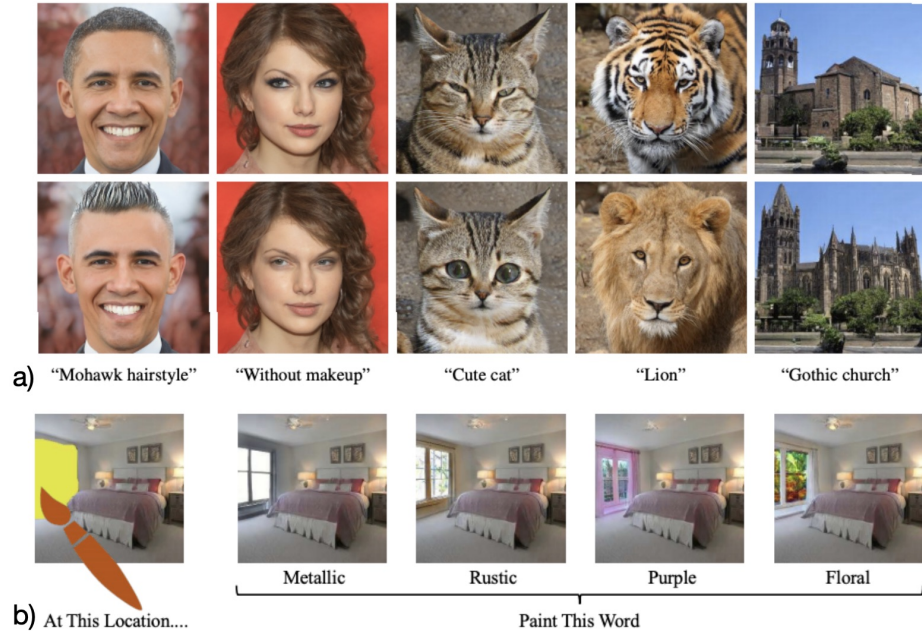 a) “Mohawk hairstyle” “Without makeup” “Cute cat” “Lion” “Gothic church”
Metallic Rustic Purple Floral
b) At This Location.... Paint This Word